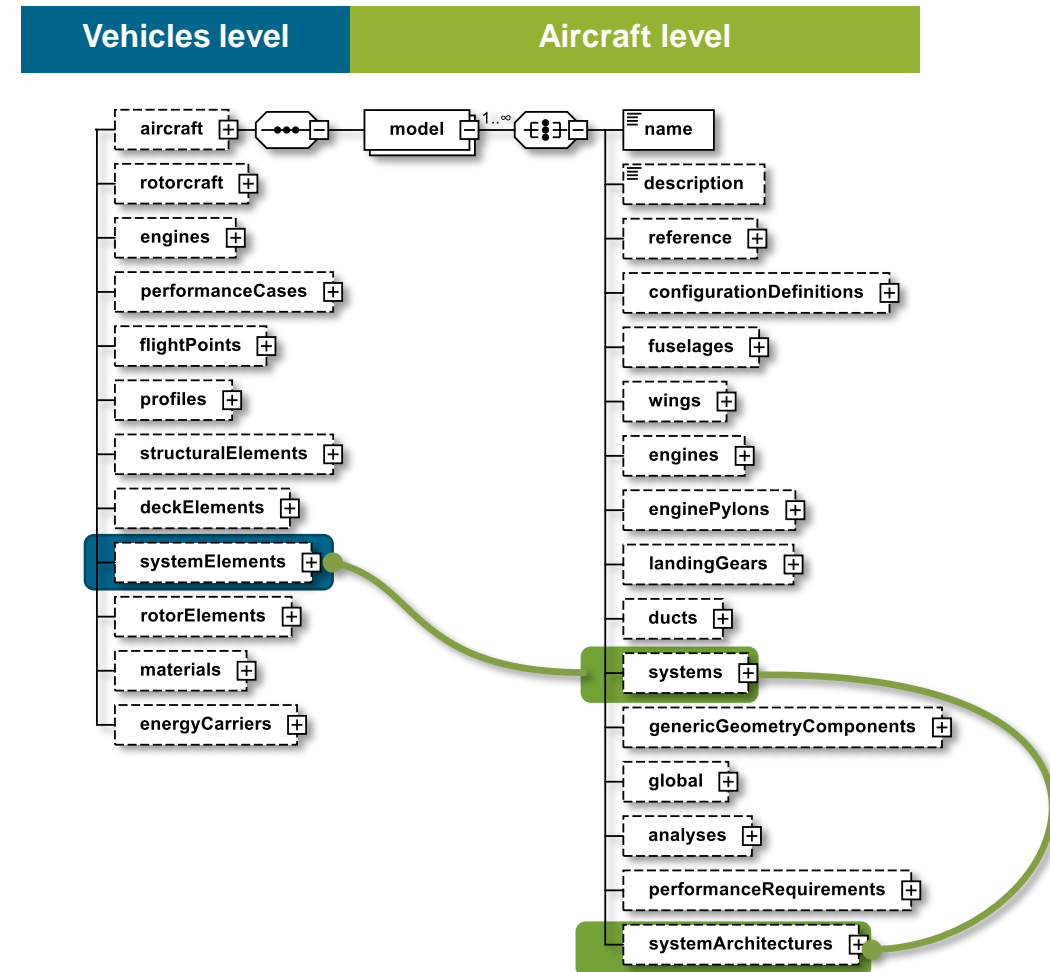 Vehicles level
Aircraft level
aircraft
model
1..∞
name
rotorcraft
description
engines
reference
performanceCases
configurationDefinitions
flightPoints
fuselages
profiles
wings
structuralElements
engines
deckElements
enginePylons
systemElements
landingGears
rotorElements
ducts
materials
systems
energyCarriers
genericGeometryComponents
global
analyses
performanceRequirements
systemArchitectures